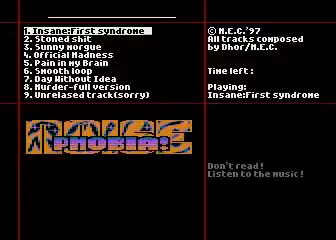 1. Insane:First syndrome
2. Stoned shit
3. Sunny morgue
4. Official Madness
5. Pain in my Brain
6. Smooth loop
7. Day Without Idea
8. Murder-full version
9. Unrelased track(sorry)
© M.E.C.'97
All tracks composed
by Dhor/M.E.C.
Time left :
Playing:
Insane:First syndrome
NOISE
PHOBIA!
Don't read!
Listen to the music!